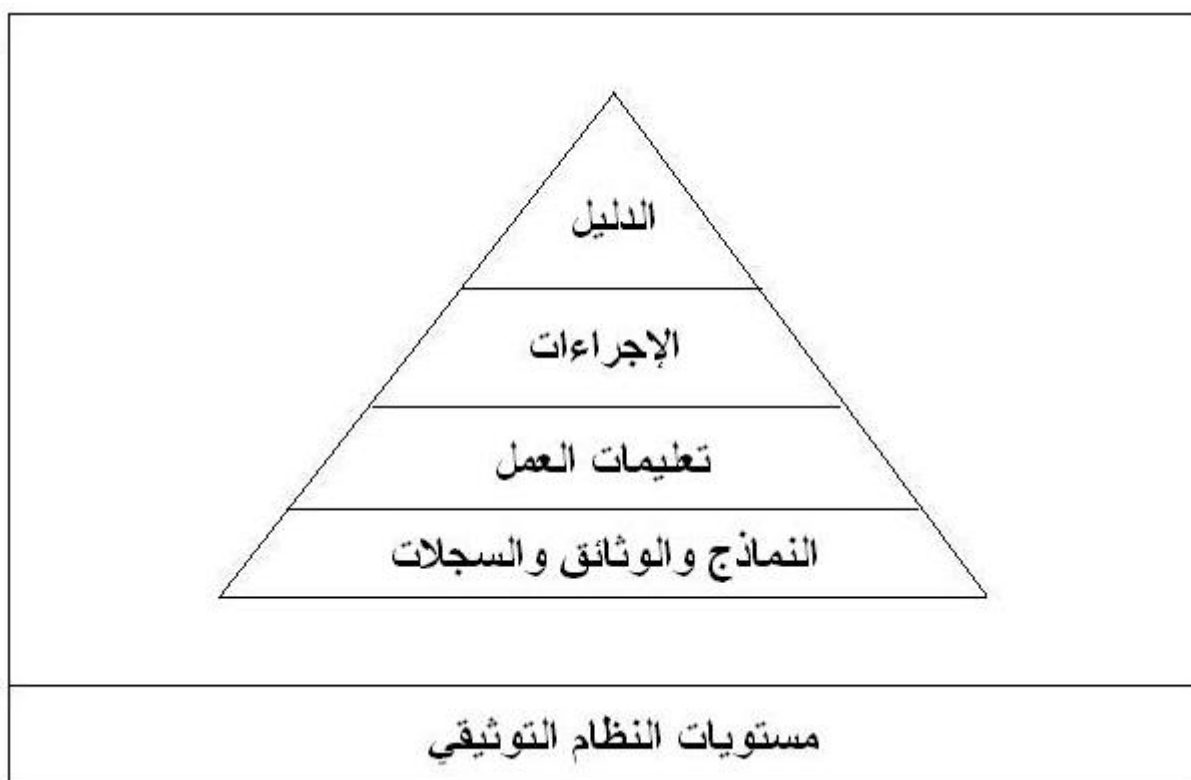 الدليل
الإجراءات
تعليمات العمل
النماذج والوثائق والسجلات
مستويات النظام التوثيقي